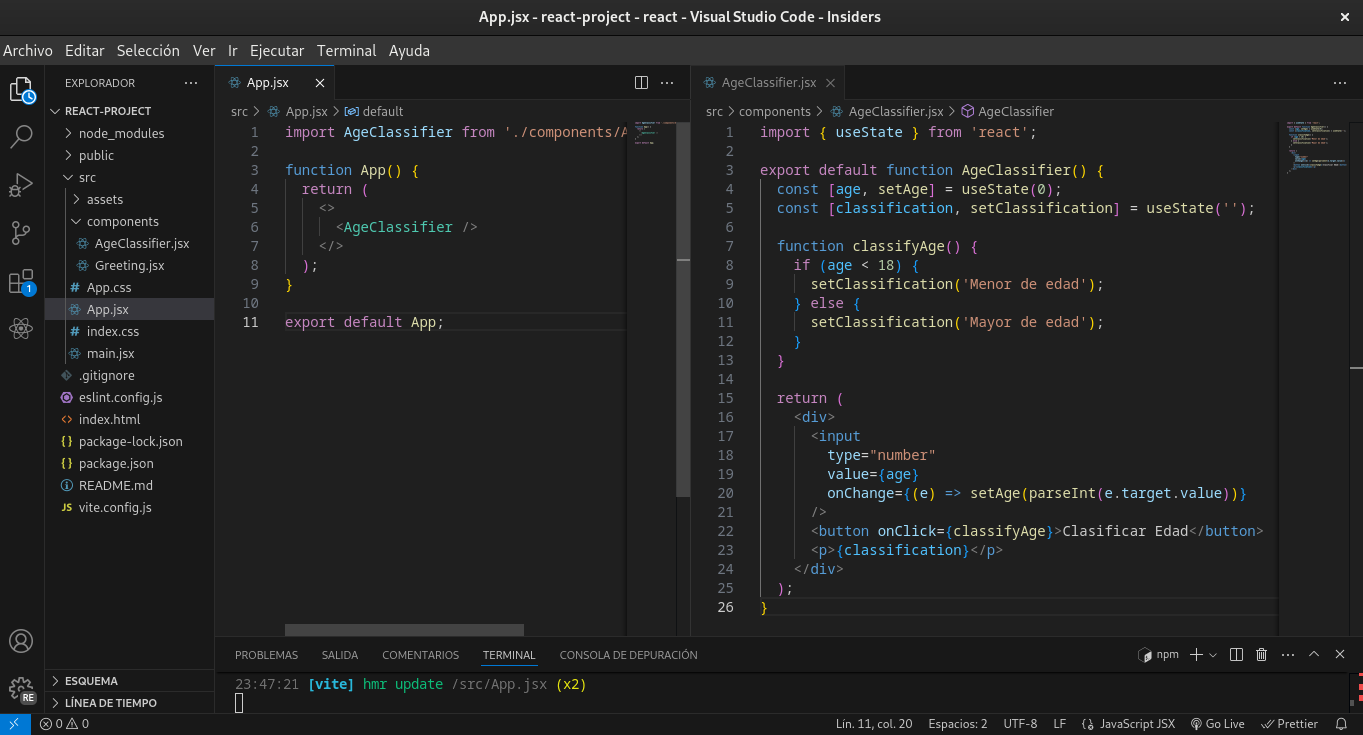 App.jsx - react-project - react - Visual Studio Code - Insiders
Archivo Editar Selección Ver Ir Ejecutar Terminal Ayuda
EXPLORADOR
REACT-PROJECT
node_modules
public
src
assets
components
AgeClassifier.jsx
Greeting.jsx
App.css
App.jsx
index.css
main.jsx
.gitignore
eslint.config.js
index.html
package-lock.json
package.json
README.md
vite.config.js
ESQUEMA
LÍNEA DE TIEMPO
1
RE
App.jsx
src > App.jsx > default
1 import AgeClassifier from './components/A
2
3 function App() {
4 return (
5 <>
6 <AgeClassifier />
7 </>
8 );
9 }
10
11 export default App;
AgeClassifier.jsx
src > components > AgeClassifier.jsx > AgeClassifier
1 import { useState } from 'react';
2
3 export default function AgeClassifier() {
4 const [age, setAge] = useState(0);
5 const [classification, setClassification] = useState('');
6
7 function classifyAge() {
8 if (age < 18) {
9 setClassification('Menor de edad');
10 } else {
11 setClassification('Mayor de edad');
12 }
13 }
14
15 return (
16 <div>
17 <input
18 type="number"
19 value={age}
20 onChange={(e) => setAge(parseInt(e.target.value))}
21 />
22 <button onClick={classifyAge}>Clasificar Edad</button>
23 <p>{classification}</p>
24 </div>
25 );
26 }
PROBLEMAS SALIDA COMENTARIOS TERMINAL CONSOLA DE DEPURACIÓN
npm
23:47:21 [vite] hmr update /src/App.jsx (x2)
0 0
Lín. 11, col. 20 Espacios: 2 UTF-8 LF {} JavaScript JSX Go Live Prettier